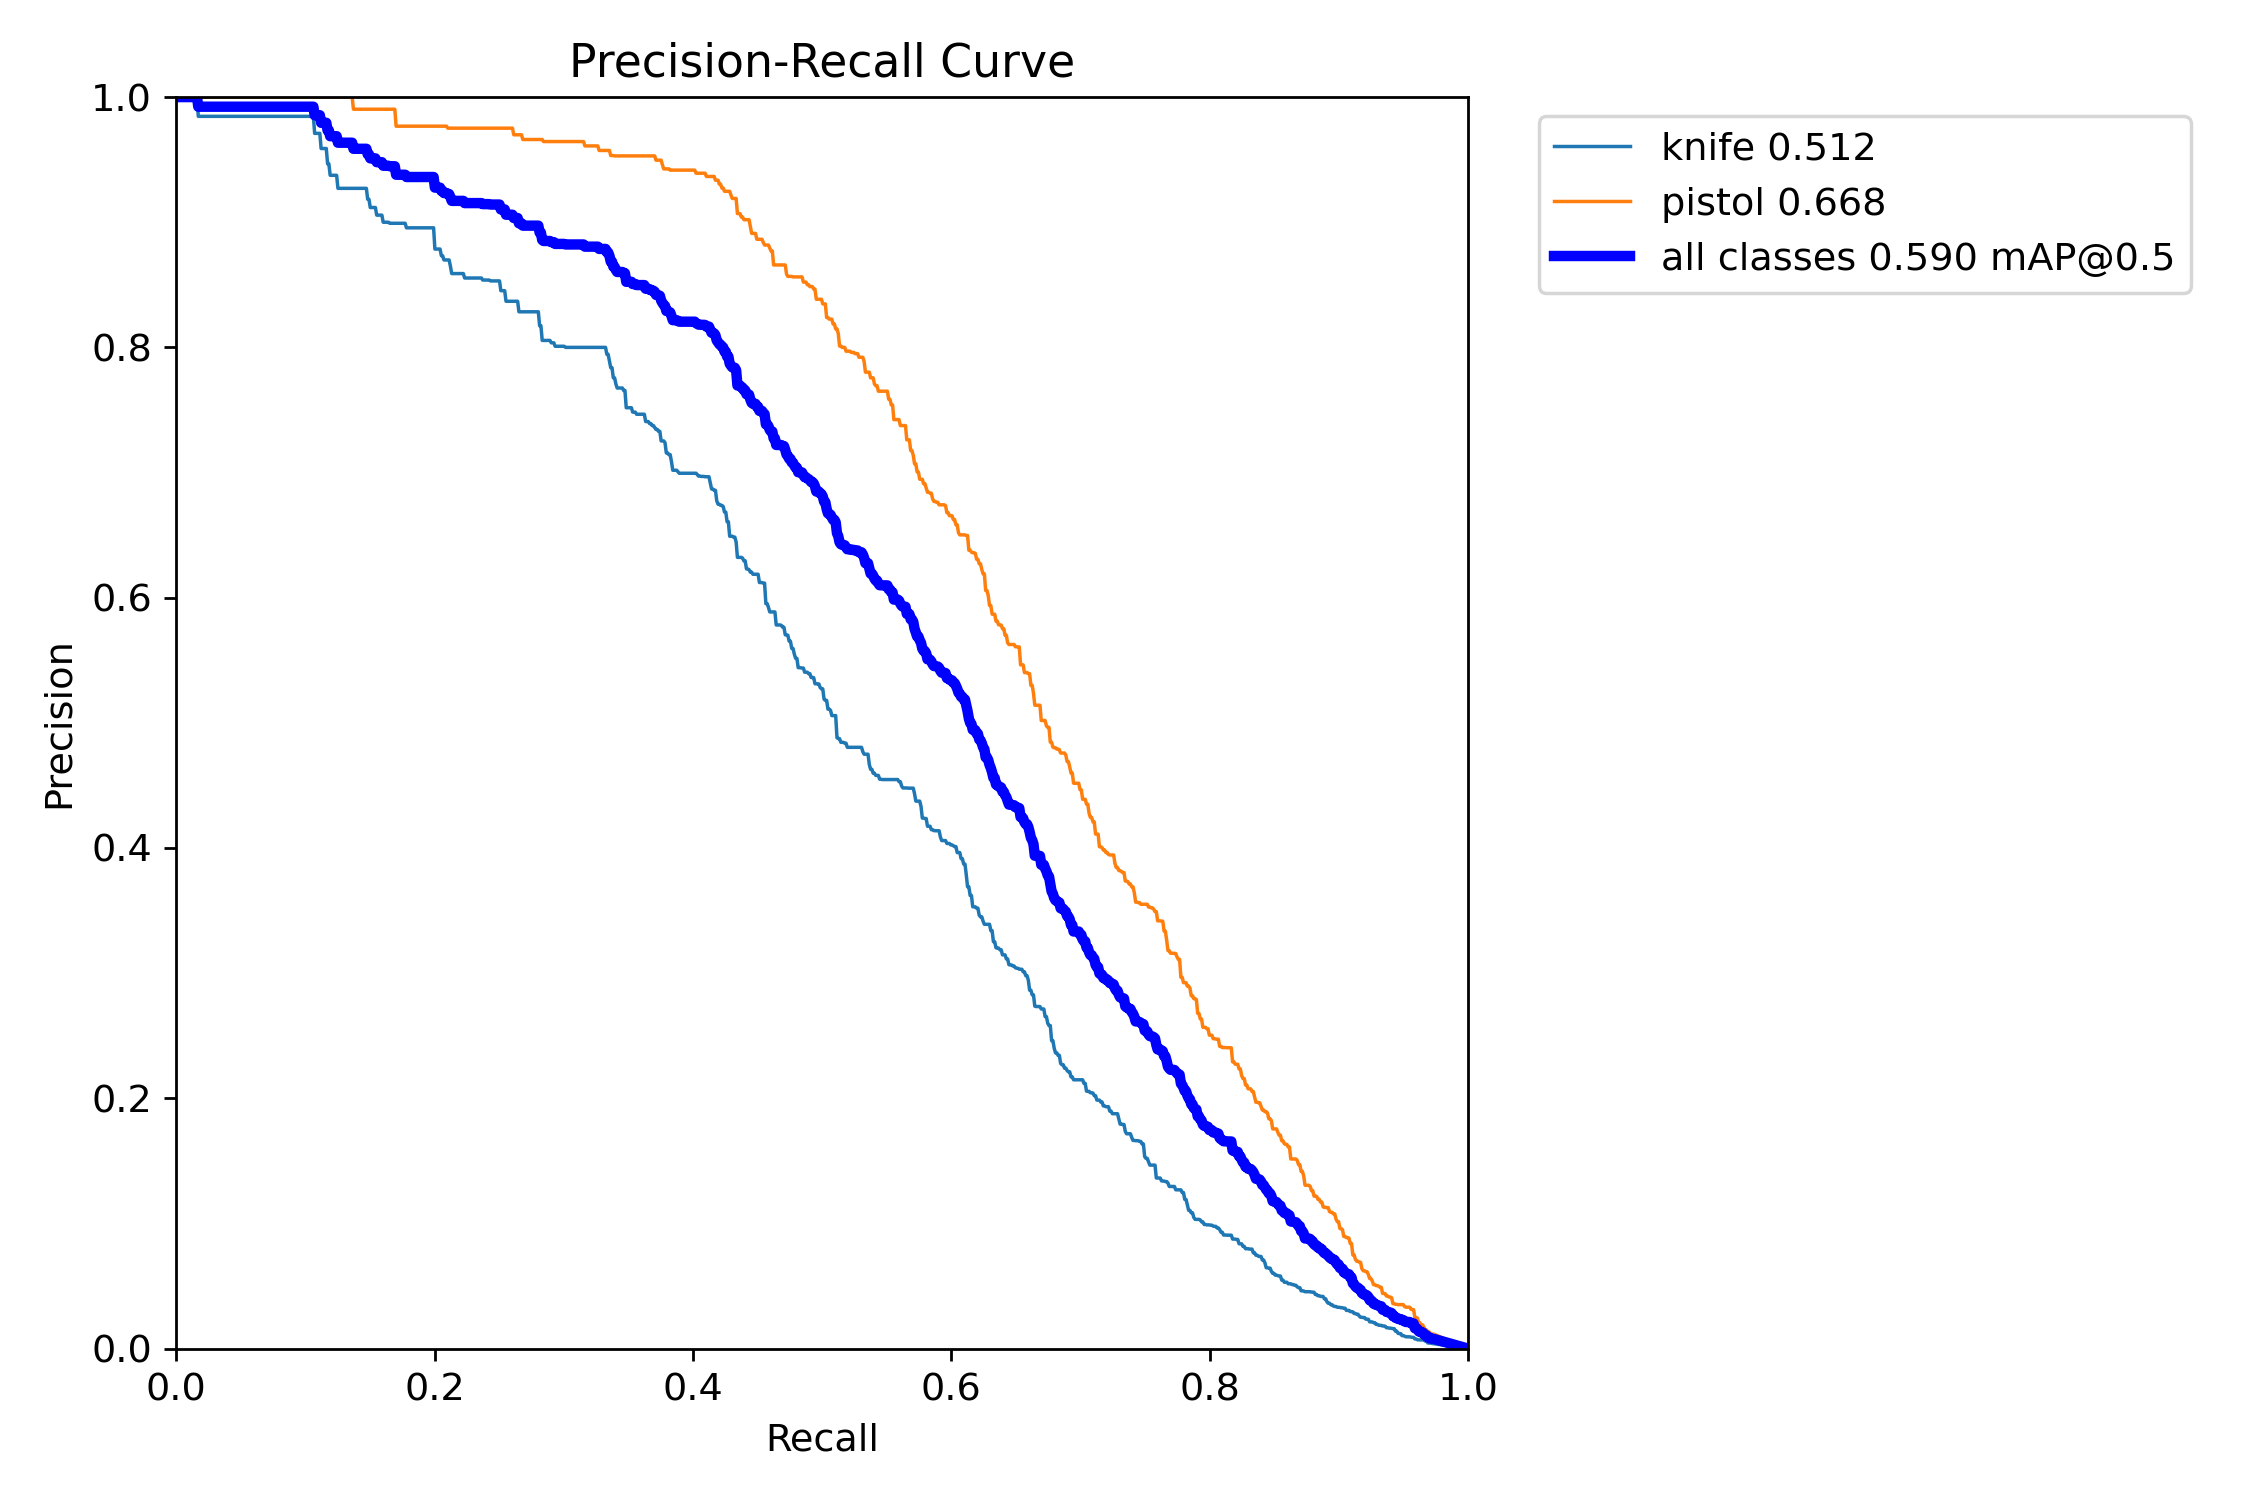 Precision-Recall Curve
1.0
0.8
0.6
0.4
0.2
0.0
Precision
0.0 0.2 0.4 0.6 0.8 1.0
Recall
knife 0.512
pistol 0.668
all classes 0.590 mAP@0.5